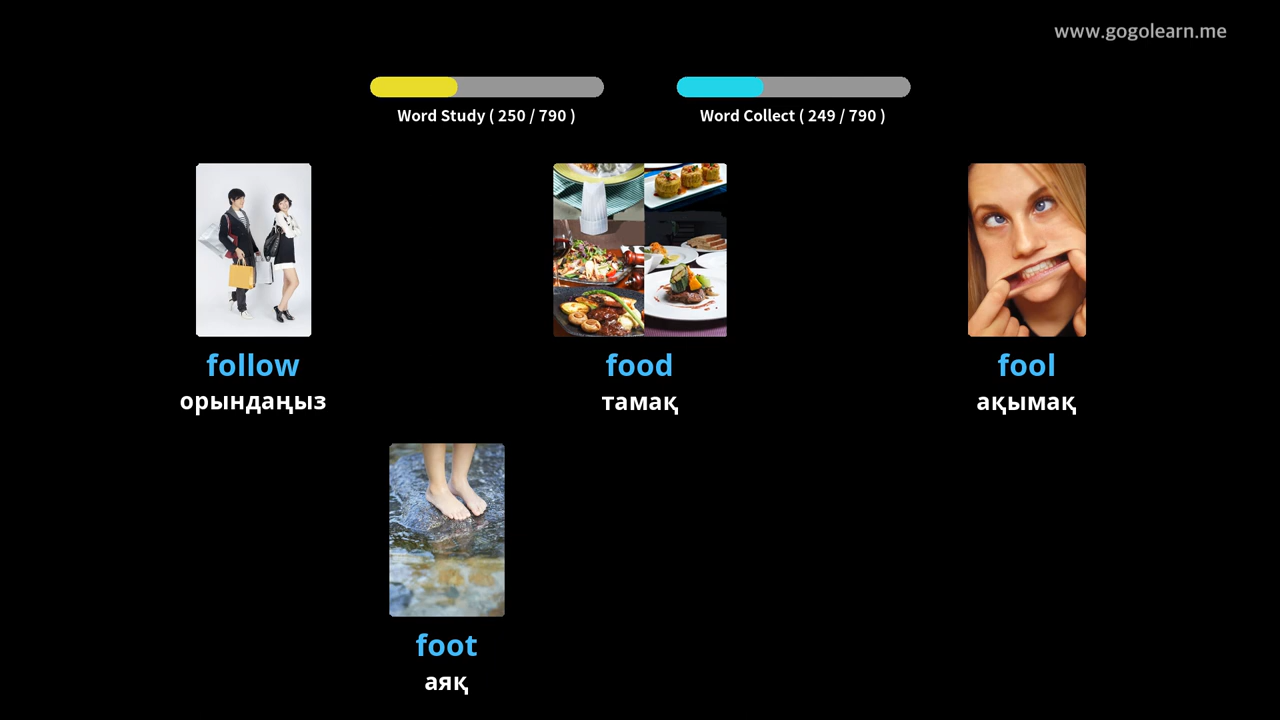 www.gogolearn.me
Word Study ( 250 / 790 )
Word Collect ( 249 / 790 )
follow
орындаңыз
food
тамақ
fool
ақымақ
foot
аяқ